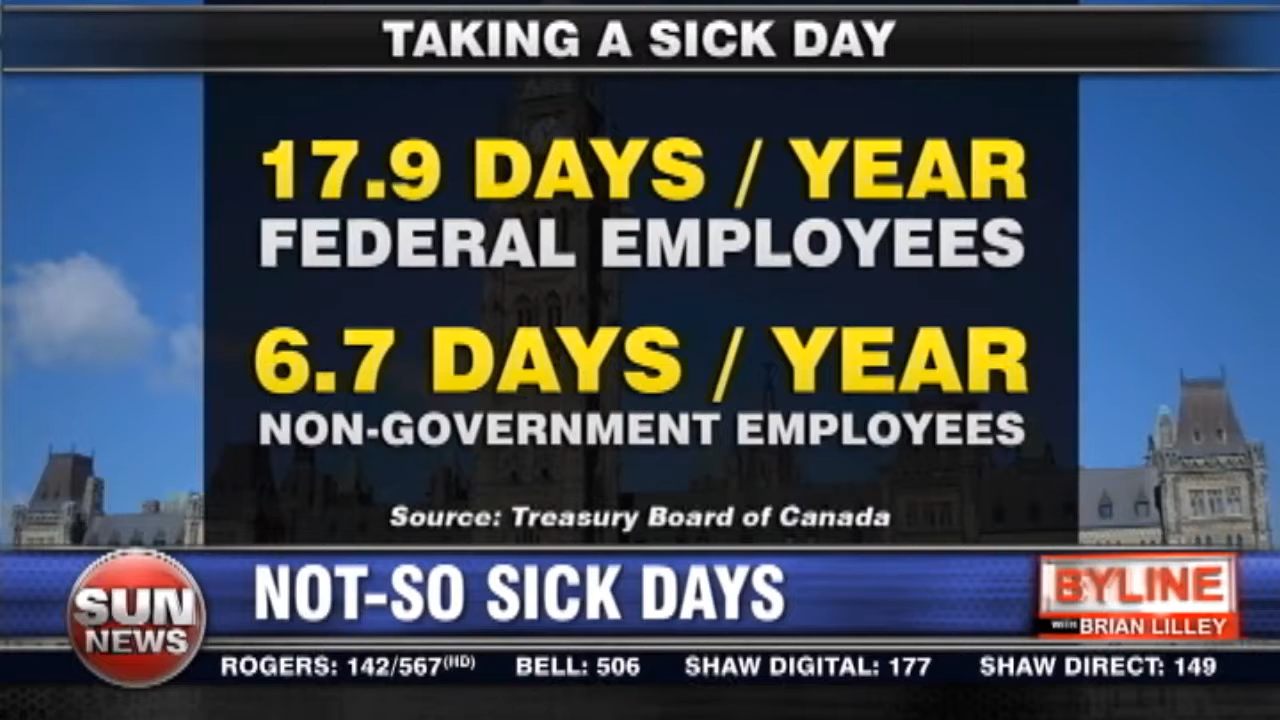 TAKING A SICK DAY
17.9 DAYS / YEAR
FEDERAL EMPLOYEES
6.7 DAYS / YEAR
NON-GOVERNMENT EMPLOYEES
Source: Treasury Board of Canada
SUN
NEWS
NOT-SO SICK DAYS
BYLINE
with BRIAN LILLEY
ROGERS: 142/567(HD) BELL: 506 SHAW DIGITAL: 177 SHAW DIRECT: 149